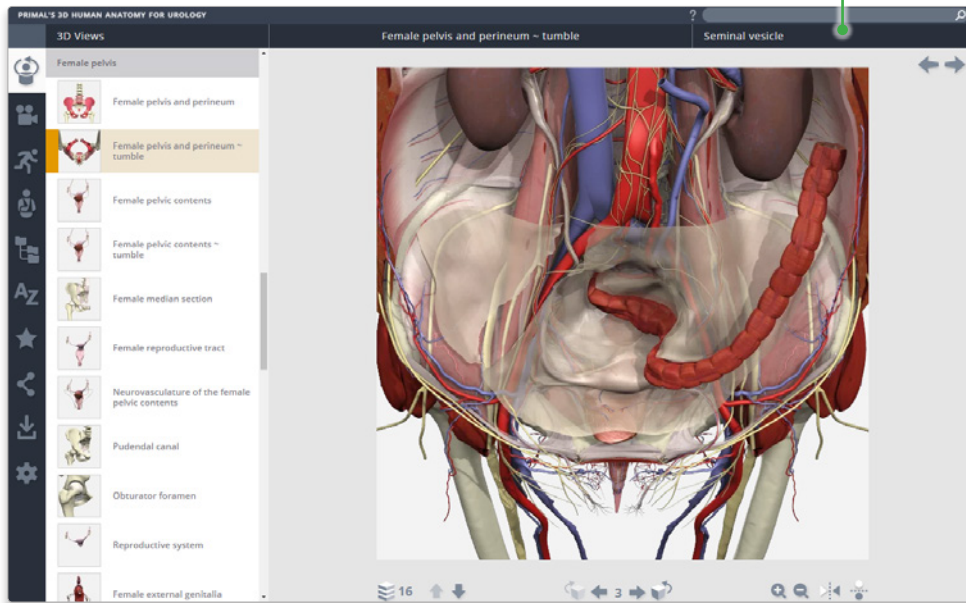 PRIMAL'S 3D HUMAN ANATOMY FOR UROLOGY
?
3D Views
Female pelvis and perineum ~ tumble
Seminal vesicle
Female pelvis
Female pelvis and perineum
Female pelvis and perineum ~
tumble
Female pelvic contents
Female pelvic contents ~
tumble
Female median section
Female reproductive tract
Neurovasculature of the female
pelvic contents
Pudendal canal
Obturator foramen
Reproductive system
Female external genitalia
AZ
16
3